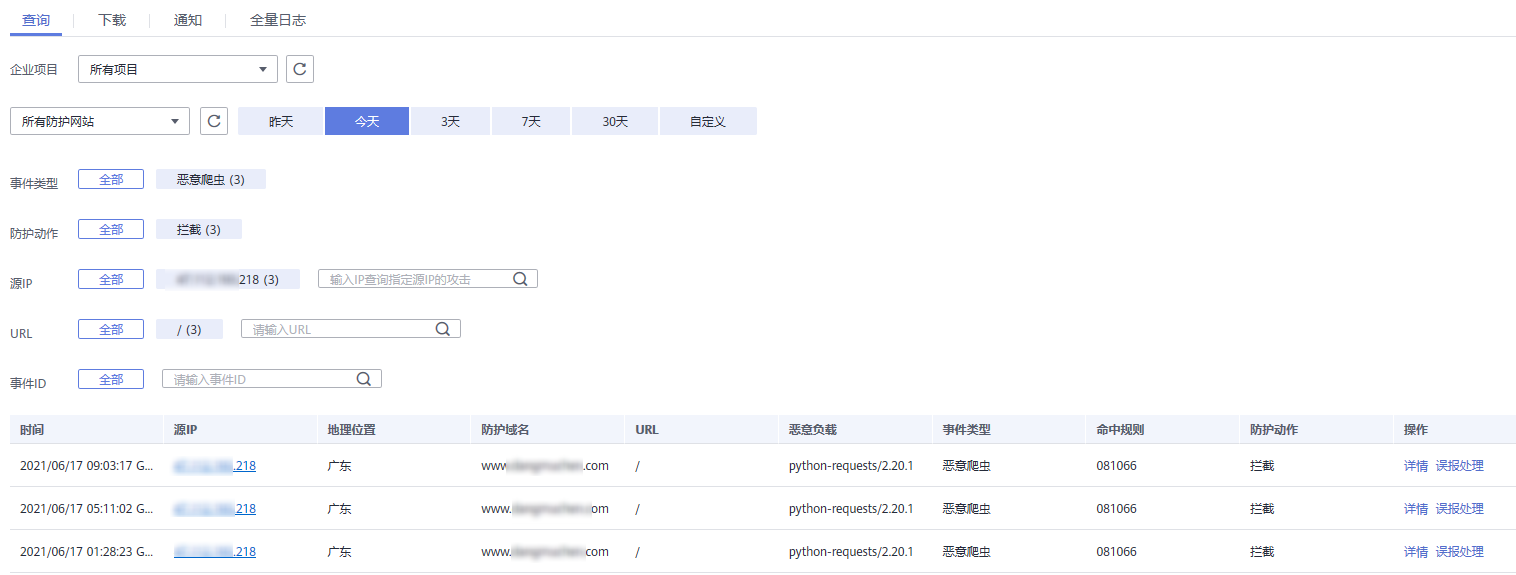 查询 下载 通知 全量日志
企业项目 所有项目
所有防护网站 昨天 今天 3天 7天 30天 自定义
事件类型 全部 恶意爬虫 (3)
防护动作 全部 拦截 (3)
源IP 全部 218 (3) 输入IP查询指定源IP的攻击
URL 全部 / (3) 请输入URL
事件ID 全部 请输入事件ID
时间 源IP 地理位置 防护域名 URL 恶意负载 事件类型 命中规则 防护动作 操作
2021/06/17 09:03:17 G... .218 广东 www .com / python-requests/2.20.1 恶意爬虫 081066 拦截 详情 误报处理
2021/06/17 05:11:02 G... .218 广东 www. om / python-requests/2.20.1 恶意爬虫 081066 拦截 详情 误报处理
2021/06/17 01:28:23 G... .218 广东 www. com / python-requests/2.20.1 恶意爬虫 081066 拦截 详情 误报处理